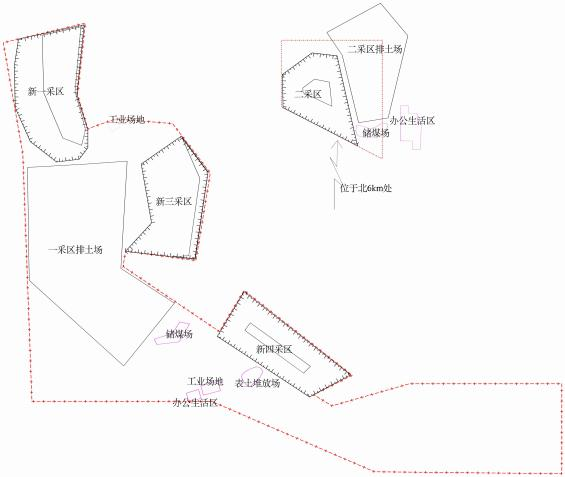 二采区排土场
新一采区
二采区
工业场地
办公生活区
储煤场
位于北6km处
新三采区
一采区排土场
储煤场
新四采区
工业场地
表土堆放场
办公生活区